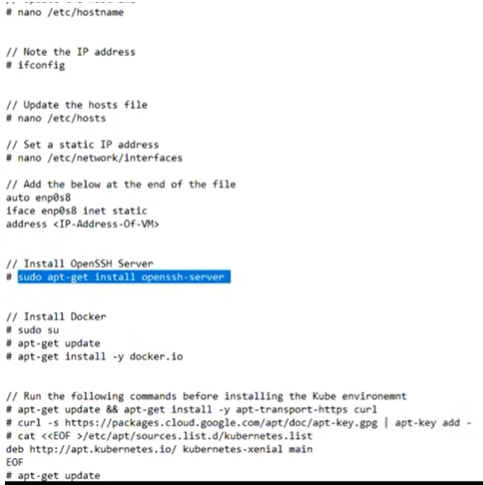 # nano /etc/hostname
// Note the IP address
# ifconfig
// Update the hosts file
# nano /etc/hosts
// Set a static IP address
# nano /etc/network/interfaces
// Add the below at the end of the file
auto enp0s8
iface enp0s8 inet static
address <IP-Address-Of-VM>
// Install OpenSSH Server
# sudo apt-get install openssh-server
// Install Docker
# sudo su
# apt-get update
# apt-get install -y docker.io
// Run the following commands before installing the Kube environemnt
# apt-get update && apt-get install -y apt-transport-https curl
# curl -s https://packages.cloud.google.com/apt/doc/apt-key.gpg | apt-key add -
# cat <<EOF >/etc/apt/sources.list.d/kubernetes.list
deb http://apt.kubernetes.io/ kubernetes-xenial main
EOF
# apt-get update